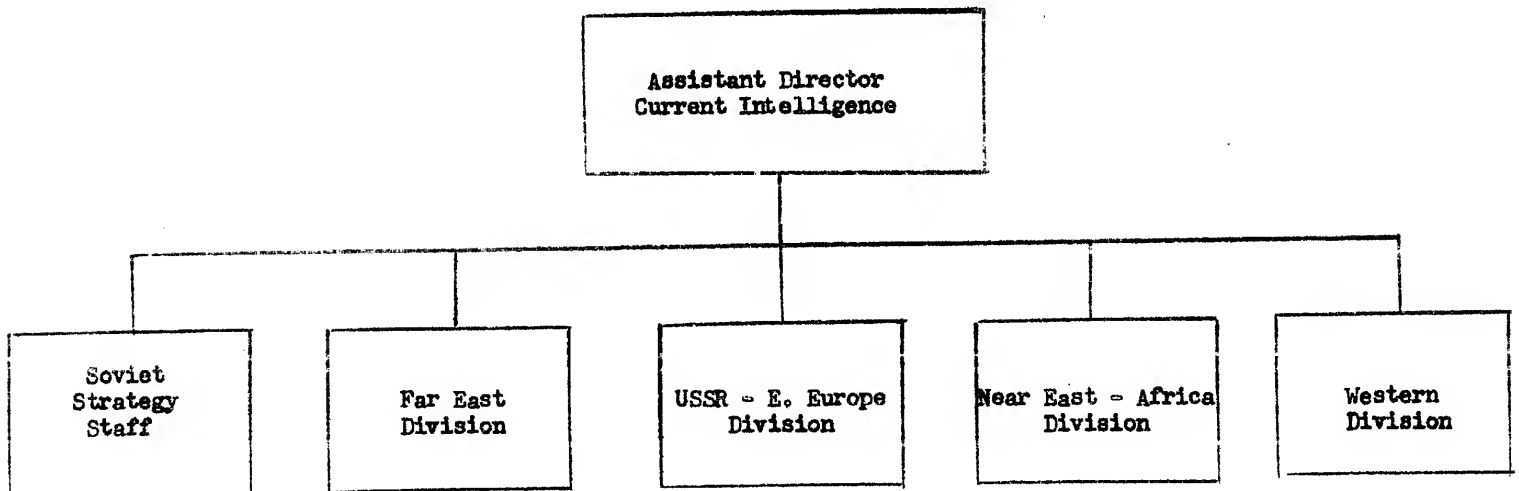 Assistant Director
Current Intelligence
Soviet
Strategy
Staff
Far East
Division
USSR - E. Europe
Division
Near East - Africa
Division
Western
Division